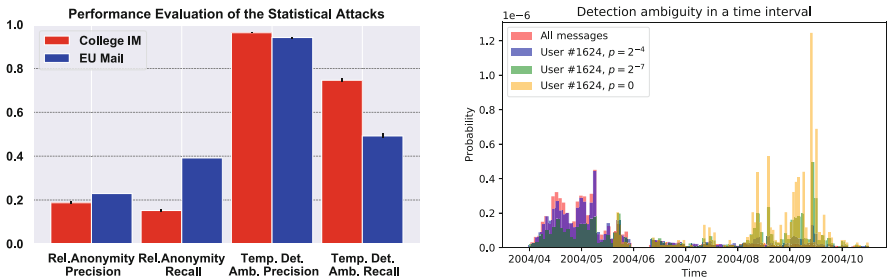 Performance Evaluation of the Statistical Attacks
1.0
0.8
0.6
0.4
0.2
0.0
College IM
EU Mail
Rel.Anonymity Precision
Rel.Anonymity Recall
Temp. Det. Amb. Precision
Temp. Det. Amb. Recall
Detection ambiguity in a time interval
1e−6
All messages
User #1624, p = 2⁻⁴
User #1624, p = 2⁻⁷
User #1624, p = 0
Probability
1.2
1.0
0.8
0.6
0.4
0.2
0.0
2004/04 2004/05 2004/06 2004/07 2004/08 2004/09 2004/10
Time